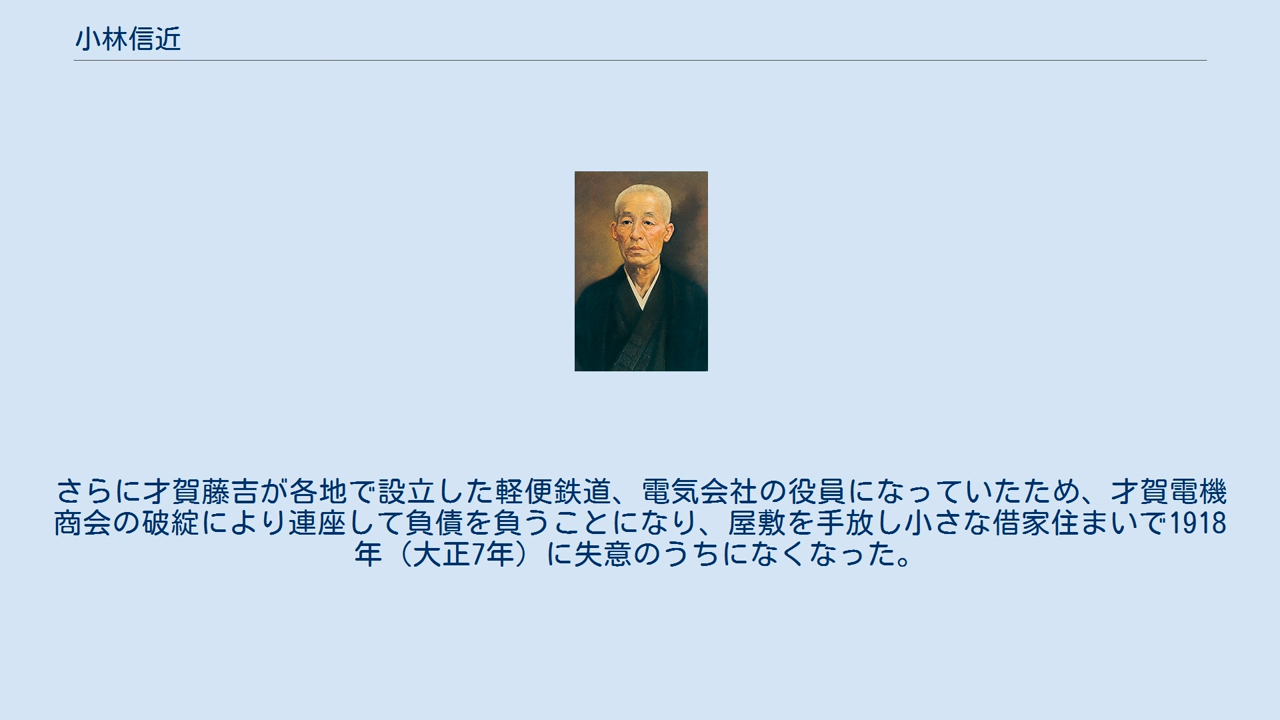 小林信近
さらに才賀藤吉が各地で設立した軽便鉄道、電気会社の役員になっていたため、才賀電機
商会の破綻により連座して負債を負うことになり、屋敷を手放し小さな借家住まいで1918
年（大正7年）に失意のうちになくなった。